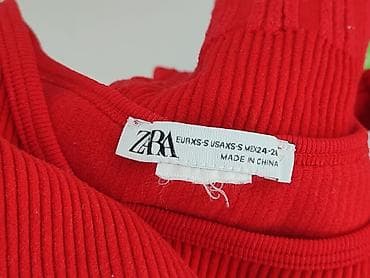 ZARA EUR XS-S USA XS-S MEX 24-26
MADE IN CHINA